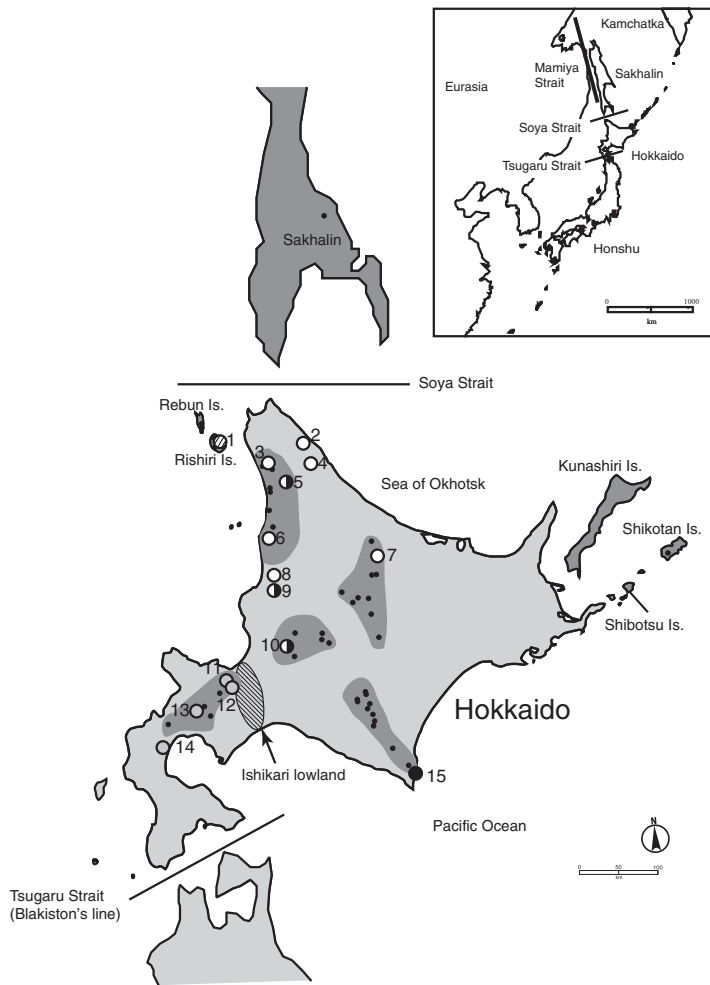 Kamchatka
Mamiya
Strait
Sakhalin
Eurasia
Soya Strait
Tsugaru Strait
Hokkaido
Honshu
0
1000
km
Sakhalin
Soya Strait
Rebun Is.
1
2
Rishiri Is.
3
4
5
Sea of Okhotsk
Kunashiri Is.
Shikotan Is.
6
7
8
9
Shibotsu Is.
10
11
12
13
Hokkaido
14
Ishikari lowland
15
Pacific Ocean
N
0 50 100
km
Tsugaru Strait
(Blakiston's line)